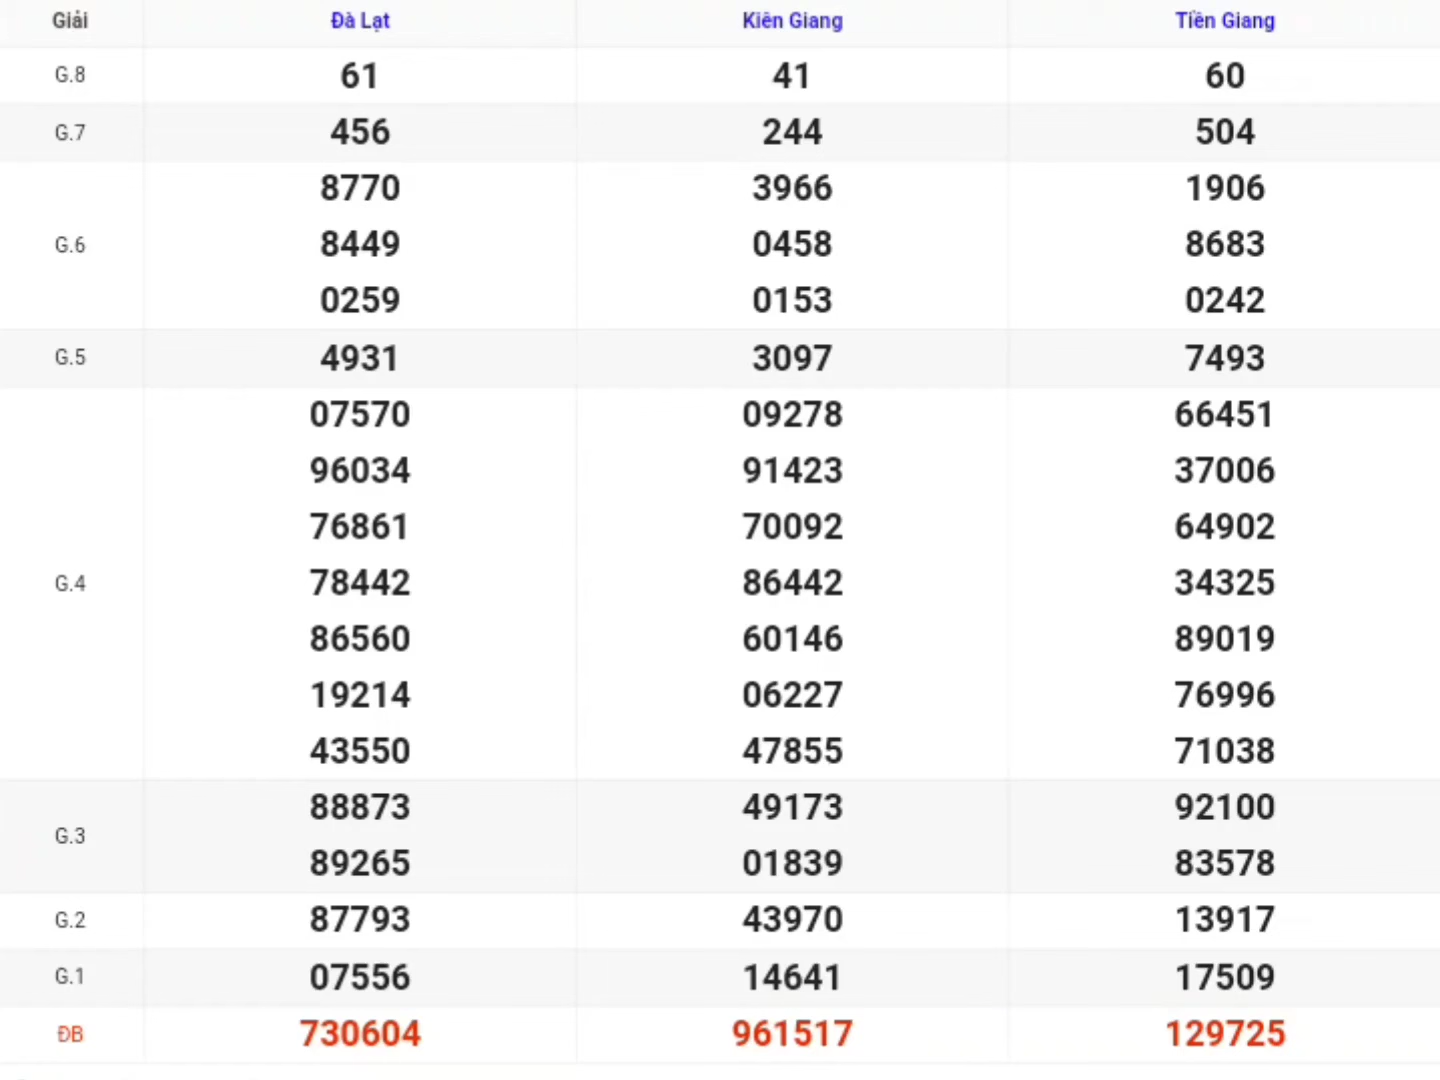 Giải Đà Lạt Kiên Giang Tiền Giang
G.8 61 41 60
G.7 456 244 504
8770 3966 1906
G.6 8449 0458 8683
0259 0153 0242
G.5 4931 3097 7493
07570 09278 66451
96034 91423 37006
76861 70092 64902
G.4 78442 86442 34325
86560 60146 89019
19214 06227 76996
43550 47855 71038
88873 49173 92100
G.3
89265 01839 83578
G.2 87793 43970 13917
G.1 07556 14641 17509
ĐB 730604 961517 129725